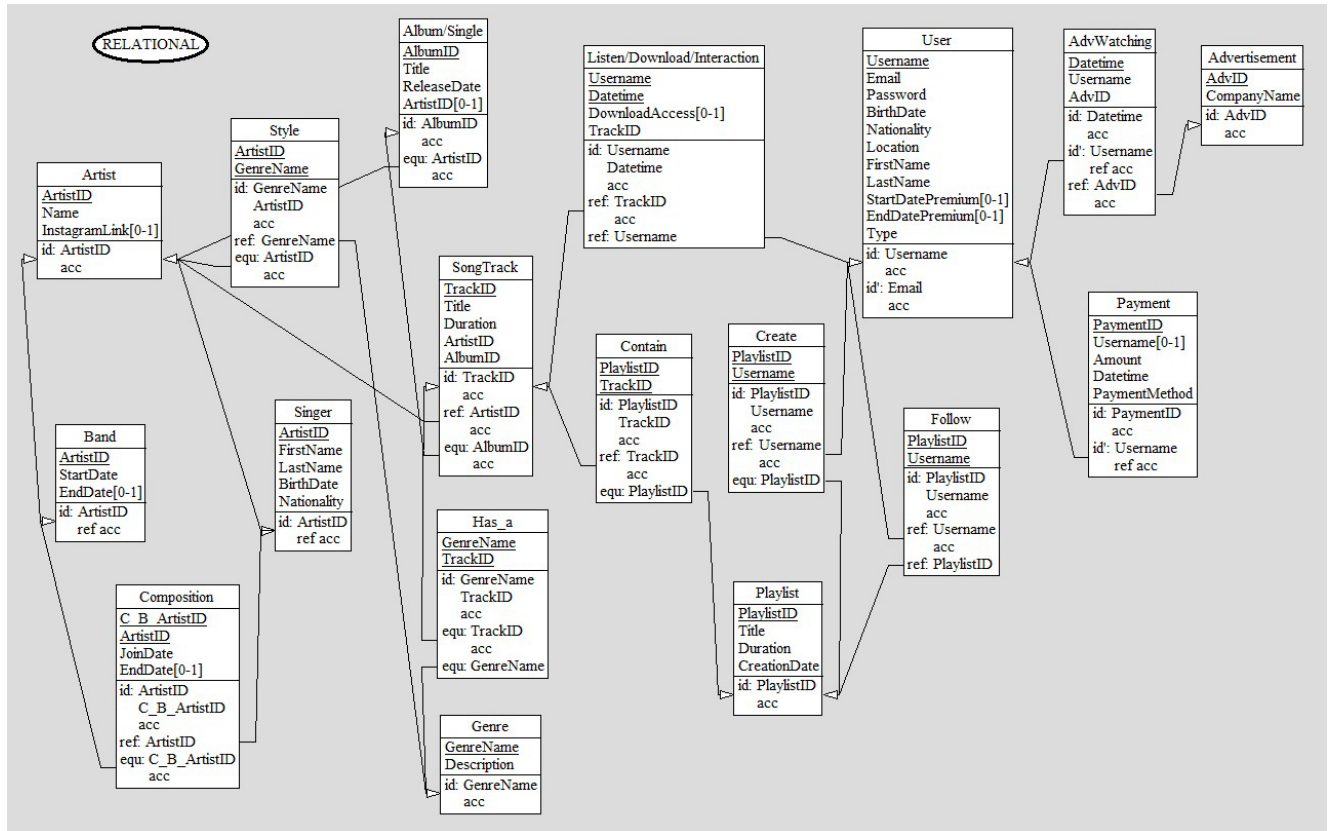 RELATIONAL
Album/Single
AlbumID
Title
ReleaseDate
ArtistID[0-1]
id: AlbumID
acc
equ: ArtistID
acc
Listen/Download/Interaction
Username
Datetime
DownloadAccess[0-1]
TrackID
id: Username
Datetime
acc
ref: TrackID
acc
ref: Username
User
Username
Email
Password
BirthDate
Nationality
Location
FirstName
LastName
StartDatePremium[0-1]
EndDatePremium[0-1]
Type
id: Username
acc
id': Email
acc
AdvWatching
Datetime
Username
AdvID
id: Datetime
acc
id': Username
ref acc
ref: AdvID
acc
Advertisement
AdvID
CompanyName
id: AdvID
acc
Style
ArtistID
GenreName
id: GenreName
ArtistID
acc
ref: GenreName
equ: ArtistID
acc
Artist
ArtistID
Name
InstagramLink[0-1]
id: ArtistID
acc
SongTrack
TrackID
Title
Duration
ArtistID
AlbumID
id: TrackID
acc
ref: ArtistID
acc
equ: AlbumID
acc
Contain
PlaylistID
TrackID
id: PlaylistID
TrackID
acc
ref: TrackID
acc
equ: PlaylistID
Create
PlaylistID
Username
id: PlaylistID
Username
acc
ref: Username
acc
equ: PlaylistID
Payment
PaymentID
Username[0-1]
Amount
Datetime
PaymentMethod
id: PaymentID
acc
id': Username
ref acc
Follow
PlaylistID
Username
id: PlaylistID
Username
acc
ref: Username
acc
ref: PlaylistID
Singer
ArtistID
FirstName
LastName
BirthDate
Nationality
id: ArtistID
ref acc
Band
ArtistID
StartDate
EndDate[0-1]
id: ArtistID
ref acc
Has_a
GenreName
TrackID
id: GenreName
TrackID
acc
equ: TrackID
acc
equ: GenreName
Composition
C_B_ArtistID
ArtistID
JoinDate
EndDate[0-1]
id: ArtistID
C_B_ArtistID
acc
ref: ArtistID
equ: C_B_ArtistID
acc
Playlist
PlaylistID
Title
Duration
CreationDate
id: PlaylistID
acc
Genre
GenreName
Description
id: GenreName
acc